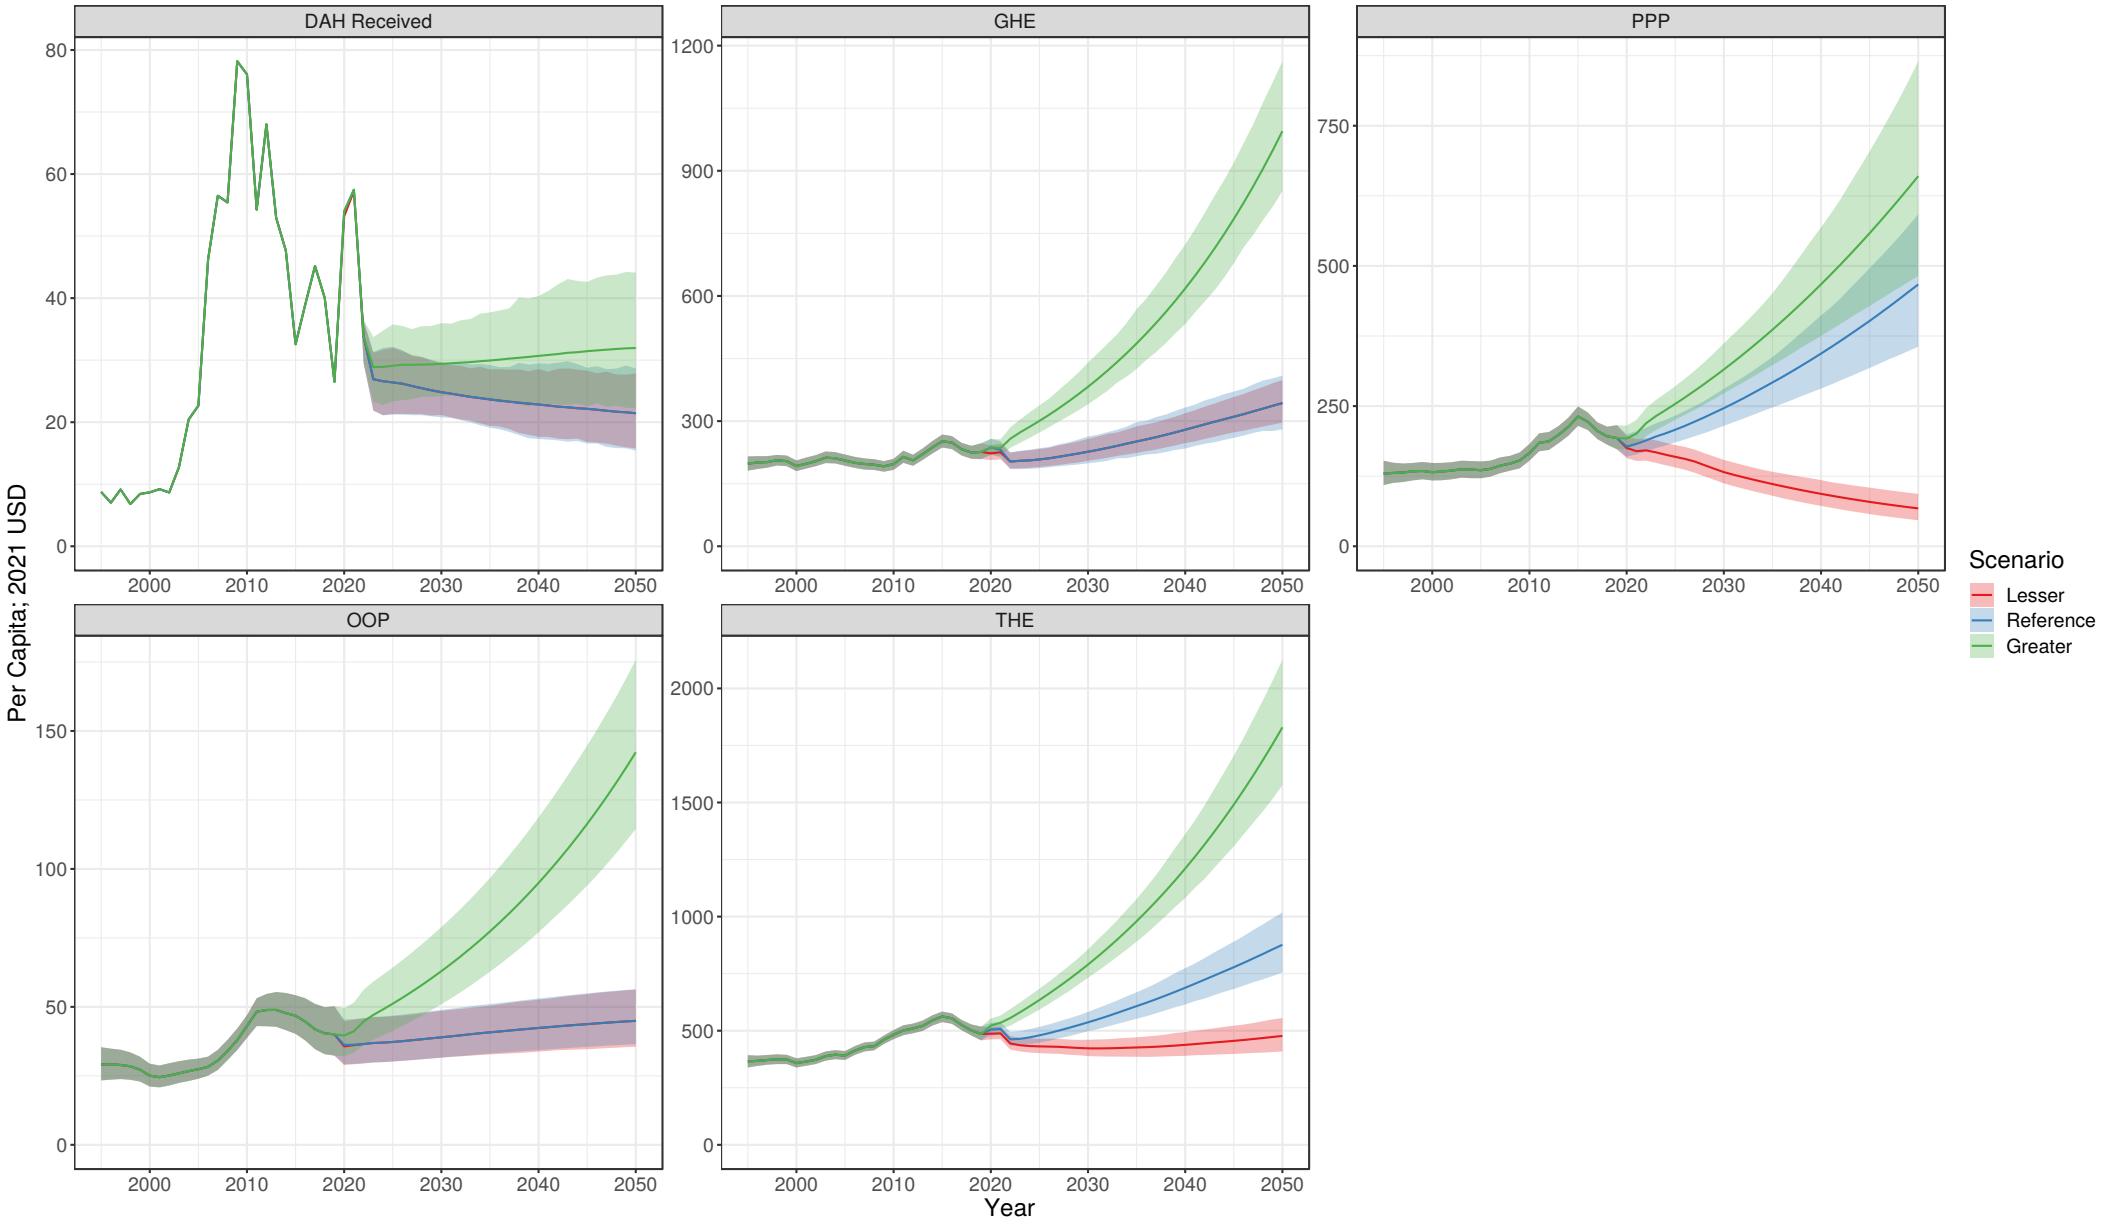 DAH Received
GHE
PPP
80
60
40
20
0
2000 2010 2020 2030 2040 2050
1200
900
600
300
0
2000 2010 2020 2030 2040 2050
750
500
250
0
2000 2010 2020 2030 2040 2050
Per Capita; 2021 USD
OOP
THE
150
100
50
0
2000 2010 2020 2030 2040 2050
2000
1500
1000
500
0
2000 2010 2020 2030 2040 2050
Year
Scenario
Lesser
Reference
Greater